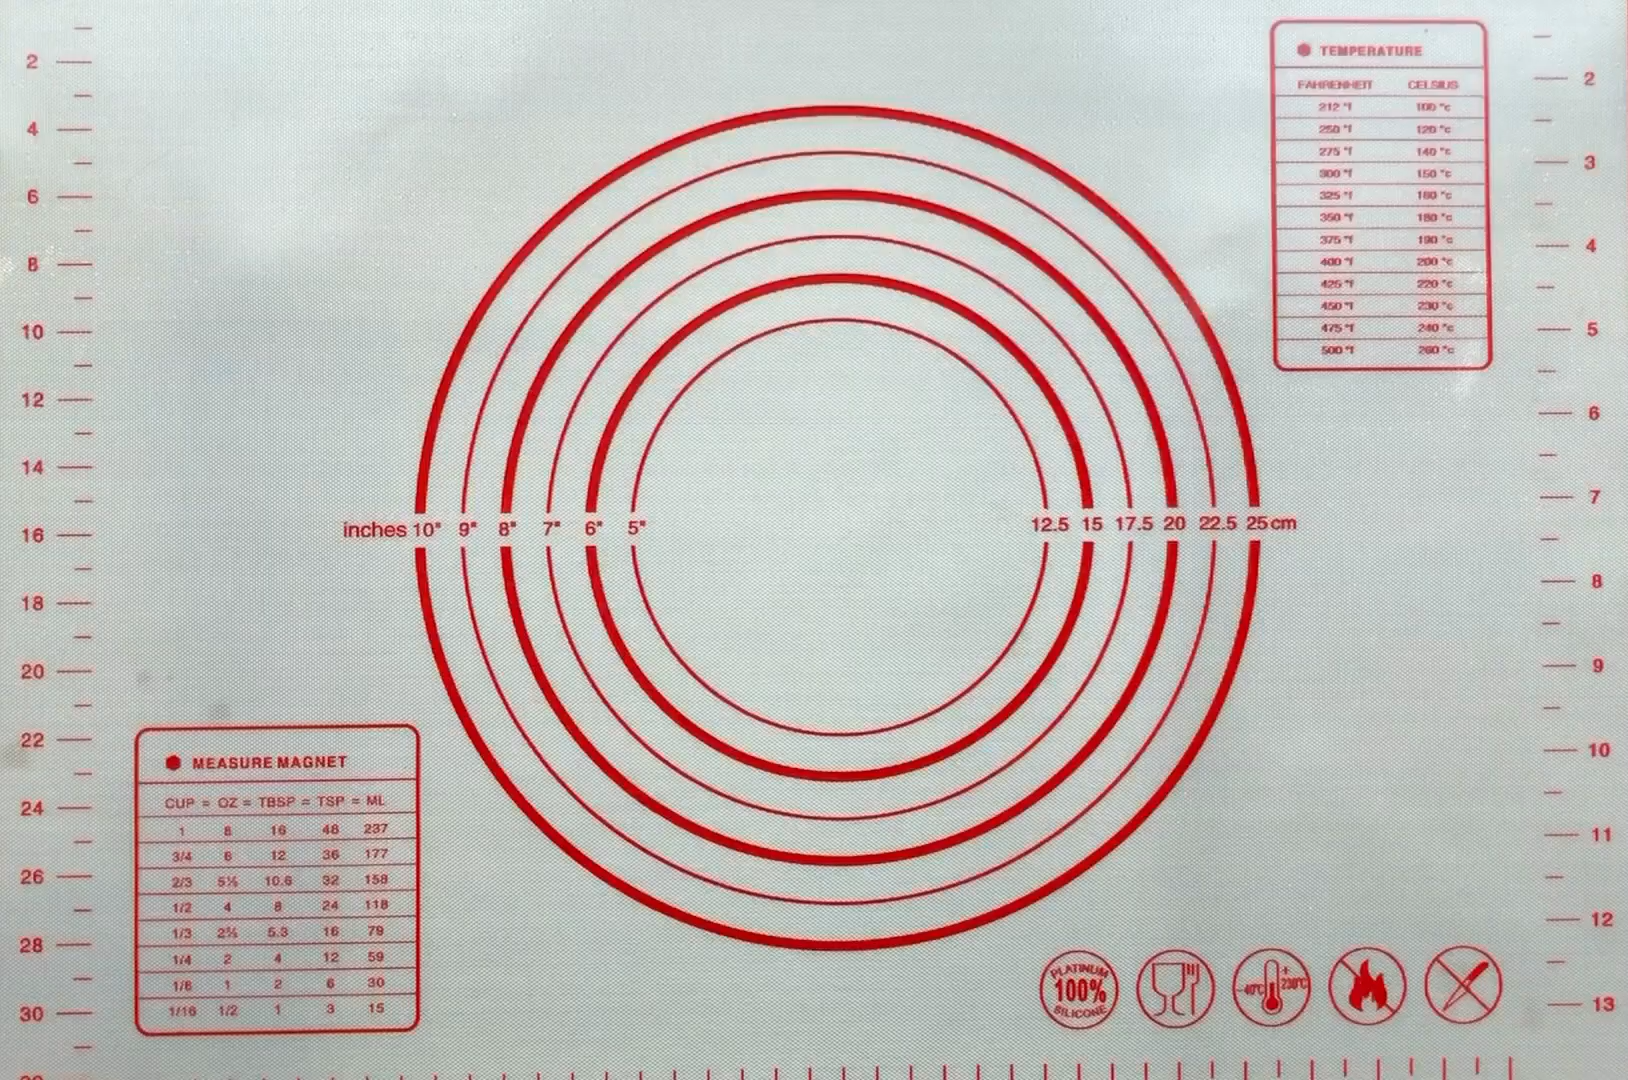 2
4
6
8
10
12
14
16
18
20
22
24
26
28
30
TEMPERATURE
FAHRENHEIT CELSIUS
212 °f 100 °c
250 °f 120 °c
275 °f 140 °c
300 °f 150 °c
325 °f 160 °c
350 °f 180 °c
375 °f 190 °c
400 °f 200 °c
425 °f 220 °c
450 °f 230 °c
475 °f 240 °c
500 °f 260 °c
inches 10" 9" 8" 7" 6" 5" 12.5 15 17.5 20 22.5 25 cm
MEASURE MAGNET
CUP = OZ = TBSP = TSP = ML
1 8 16 48 237
3/4 6 12 36 177
2/3 5⅓ 10.6 32 158
1/2 4 8 24 118
1/3 2⅔ 5.3 16 79
1/4 2 4 12 59
1/8 1 2 6 30
1/16 1/2 1 3 15
PLATINUM
100%
SILICONE
-40°C +230°C
2
3
4
5
6
7
8
9
10
11
12
13